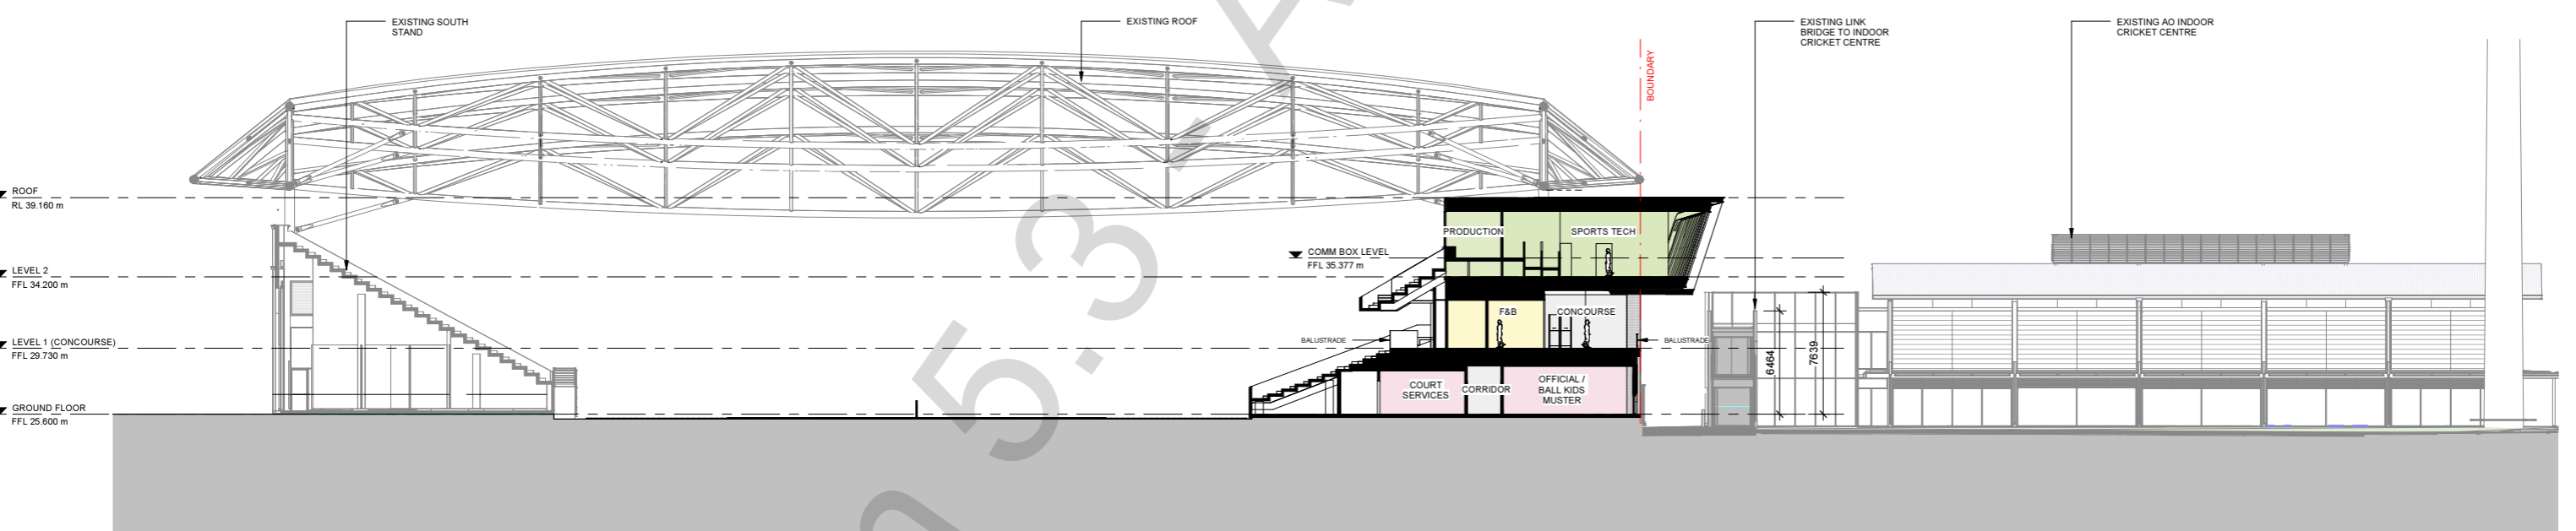 EXISTING SOUTH
STAND
EXISTING ROOF
BOUNDARY
EXISTING LINK
BRIDGE TO INDOOR
CRICKET CENTRE
EXISTING AO INDOOR
CRICKET CENTRE
ROOF
RL 39.160 m
PRODUCTION
SPORTS TECH
COMM BOX LEVEL
FFL 35.377 m
LEVEL 2
FFL 34.200 m
F&B
CONCOURSE
LEVEL 1 (CONCOURSE)
FFL 29.730 m
BALUSTRADE
BALUSTRADE
6464
7639
COURT
SERVICES
CORRIDOR
OFFICIAL /
BALL KIDS
MUSTER
GROUND FLOOR
FFL 25.600 m
5.3 - A